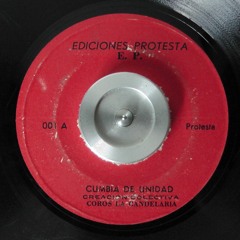 EDICIONES PROTESTA
E. P.
001 A Protesta
CUMBIA DE UNIDAD
CREACION COLECTIVA
COROS LA CANDELARIA